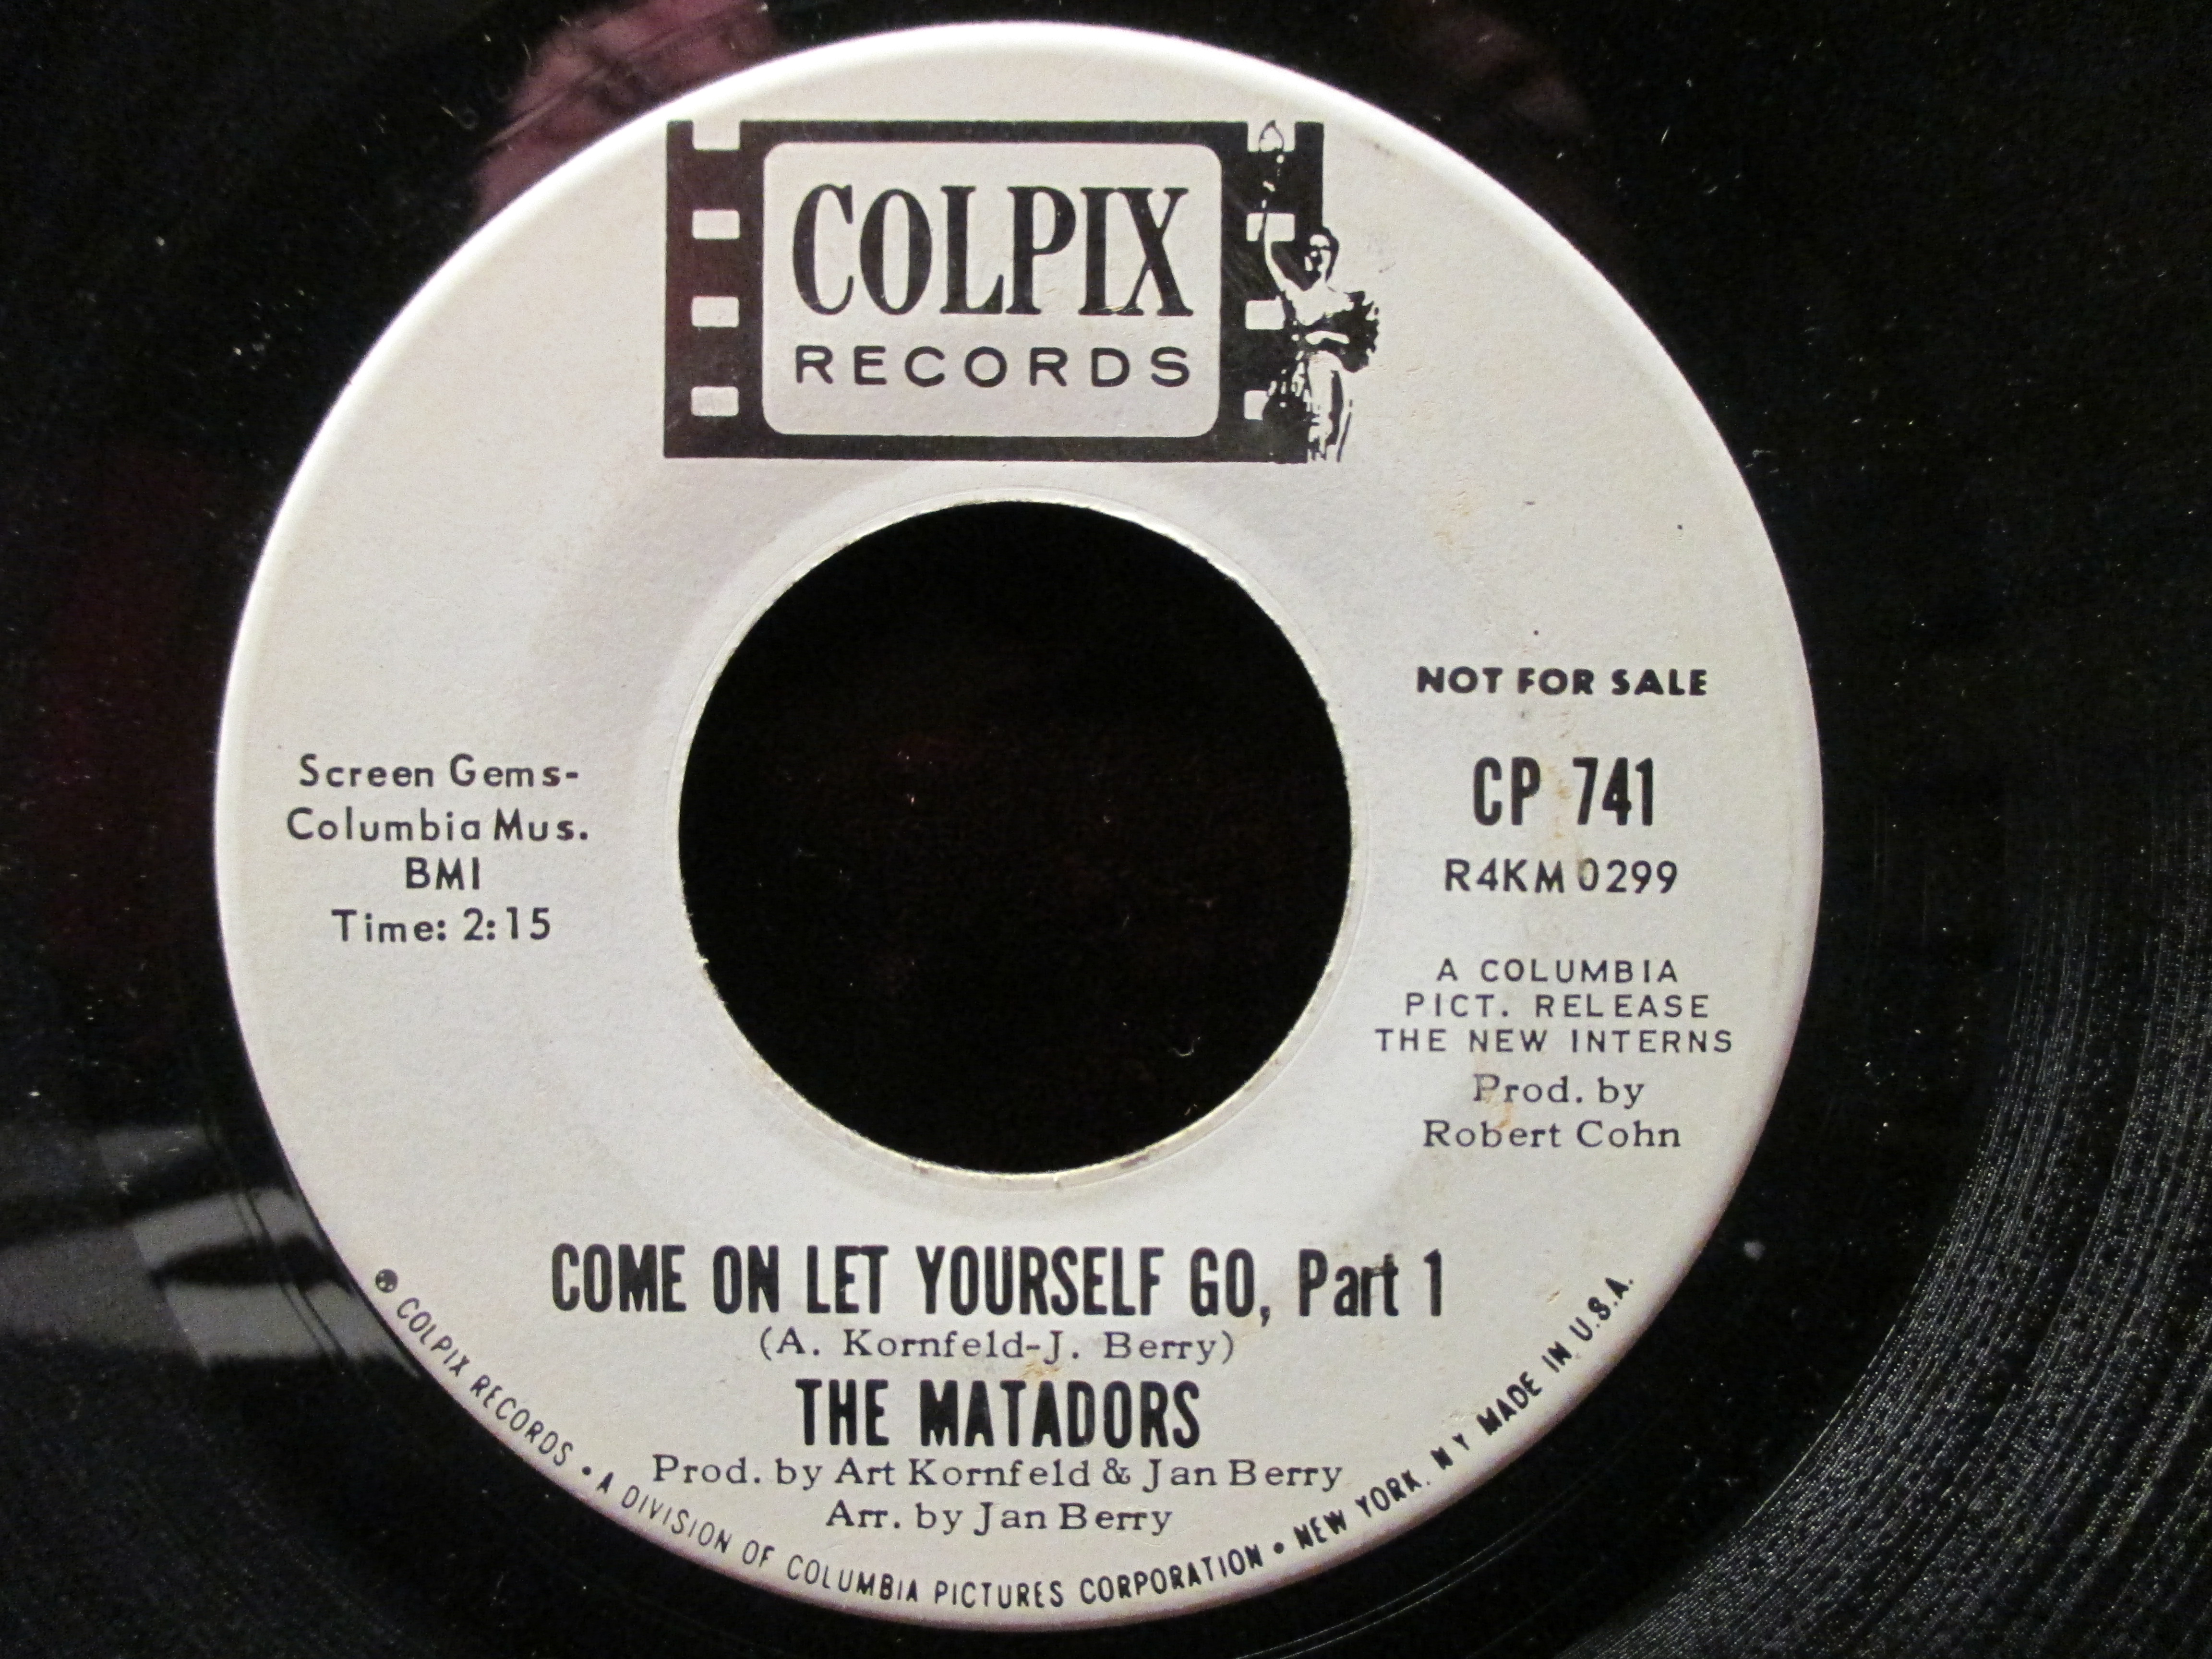 COLPIX
RECORDS
NOT FOR SALE
Screen Gems-
Columbia Mus.
BMI
Time: 2:15
CP 741
R4KM 0299
A COLUMBIA
PICT. RELEASE
THE NEW INTERNS
Prod. by
Robert Cohn
COME ON LET YOURSELF GO, Part 1
(A. Kornfeld-J. Berry)
THE MATADORS
Prod. by Art Kornfeld & Jan Berry
Arr. by Jan Berry
COLPIX RECORDS • A DIVISION OF COLUMBIA PICTURES CORPORATION • NEW YORK, N Y MADE IN U.S.A.